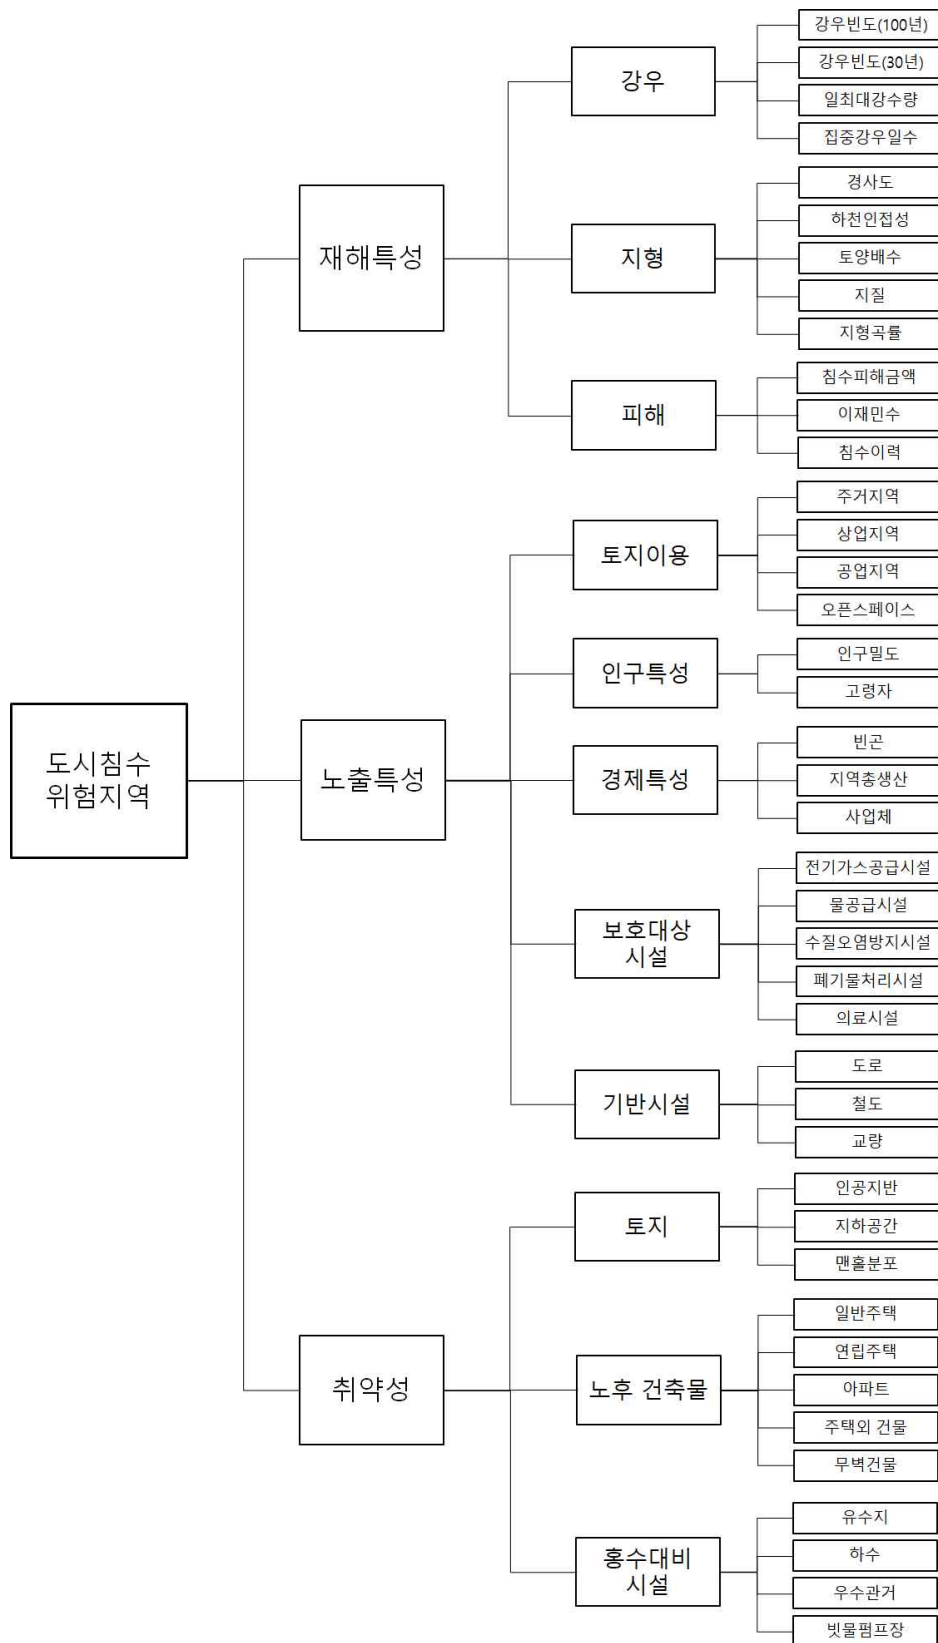 도시침수
위험지역
재해특성
강우
강우빈도(100년)
강우빈도(30년)
일최대강수량
집중강우일수
지형
경사도
하천인접성
토양배수
지질
지형곡률
피해
침수피해금액
이재민수
침수이력
노출특성
토지이용
주거지역
상업지역
공업지역
오픈스페이스
인구특성
인구밀도
고령자
경제특성
빈곤
지역총생산
사업체
보호대상
시설
전기가스공급시설
물공급시설
수질오염방지시설
폐기물처리시설
의료시설
기반시설
도로
철도
교량
취약성
토지
인공지반
지하공간
맨홀분포
노후 건축물
일반주택
연립주택
아파트
주택외 건물
무벽건물
홍수대비
시설
유수지
하수
우수관거
빗물펌프장